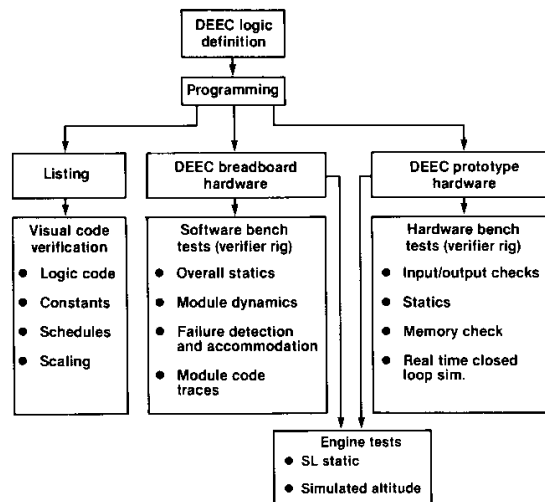 DEEC logic
definition
Programming
Listing
DEEC breadboard
hardware
DEEC prototype
hardware
Visual code
verification
● Logic code
● Constants
● Schedules
● Scaling
Software bench
tests (verifier rig)
● Overall statics
● Module dynamics
● Failure detection
and accommodation
● Module code
traces
Hardware bench
tests (verifier rig)
● Input/output checks
● Statics
● Memory check
● Real time closed
loop sim.
Engine tests
● SL static
● Simulated altitude